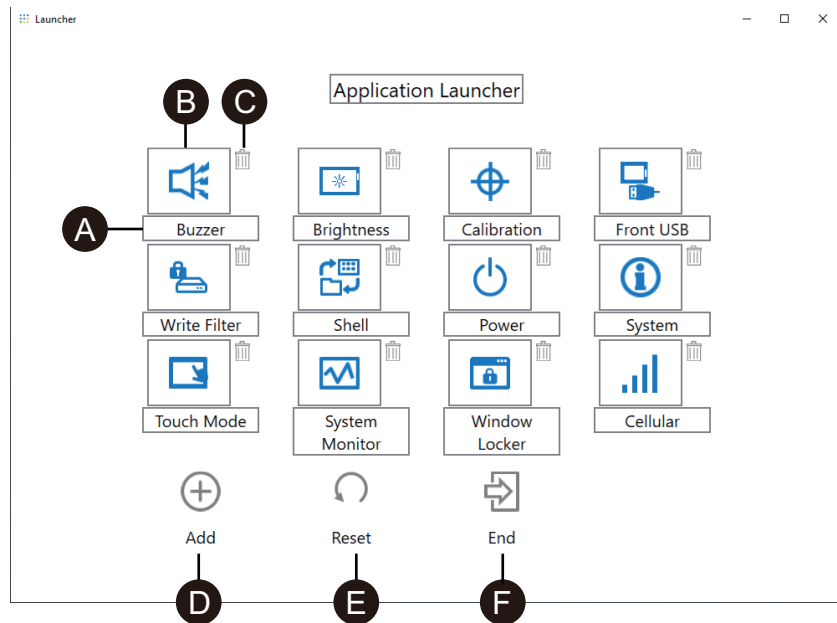 Launcher
Application Launcher
B C
A
Buzzer Brightness Calibration Front USB
Write Filter Shell Power System
Touch Mode System Monitor Window Locker Cellular
Add Reset End
D E F